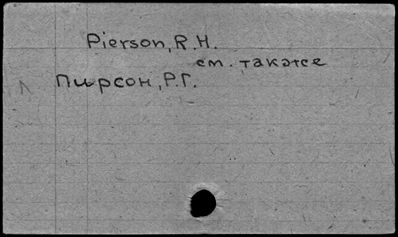 Pierson, R.H.
см. также
Пирсон, Р.Г.